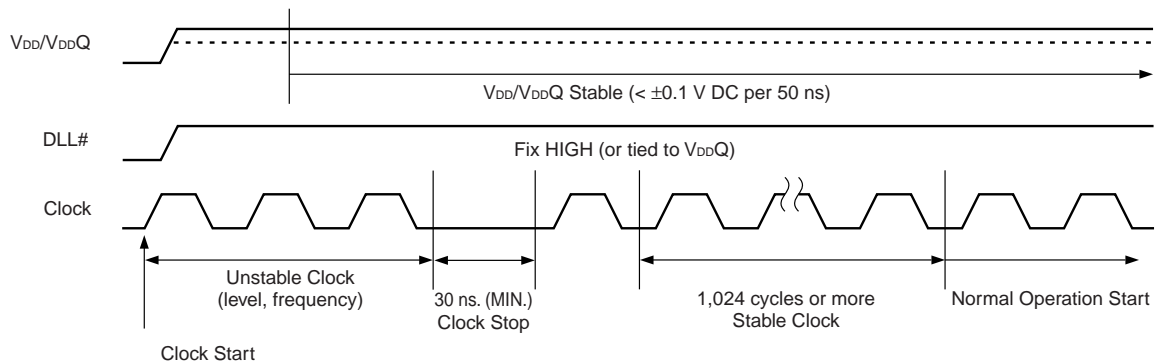 VDD/VDDQ
VDD/VDDQ Stable (< ±0.1 V DC per 50 ns)
DLL#
Fix HIGH (or tied to VDDQ)
Clock
Unstable Clock
(level, frequency)
30 ns. (MIN.)
Clock Stop
1,024 cycles or more
Stable Clock
Normal Operation Start
Clock Start